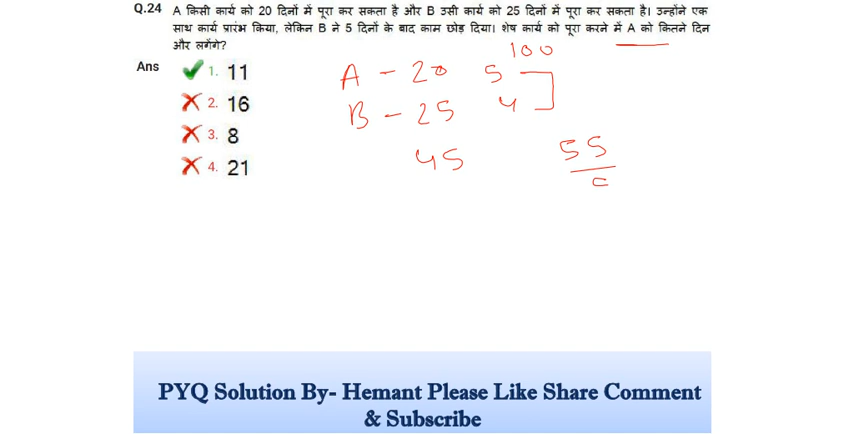 Q.24 A किसी कार्य को 20 दिनों में पूरा कर सकता है और B उसी कार्य को 25 दिनों में पूरा कर सकता है। उन्होंने एक
साथ कार्य प्रारंभ किया, लेकिन B ने 5 दिनों के बाद काम छोड़ दिया। शेष कार्य को पूरा करने में A को कितने दिन
और लगेंगे?
100
Ans
1. 11
2. 16
3. 8
4. 21
A - 20 5
B - 25 4
45
55
PYQ Solution By- Hemant Please Like Share Comment
& Subscribe